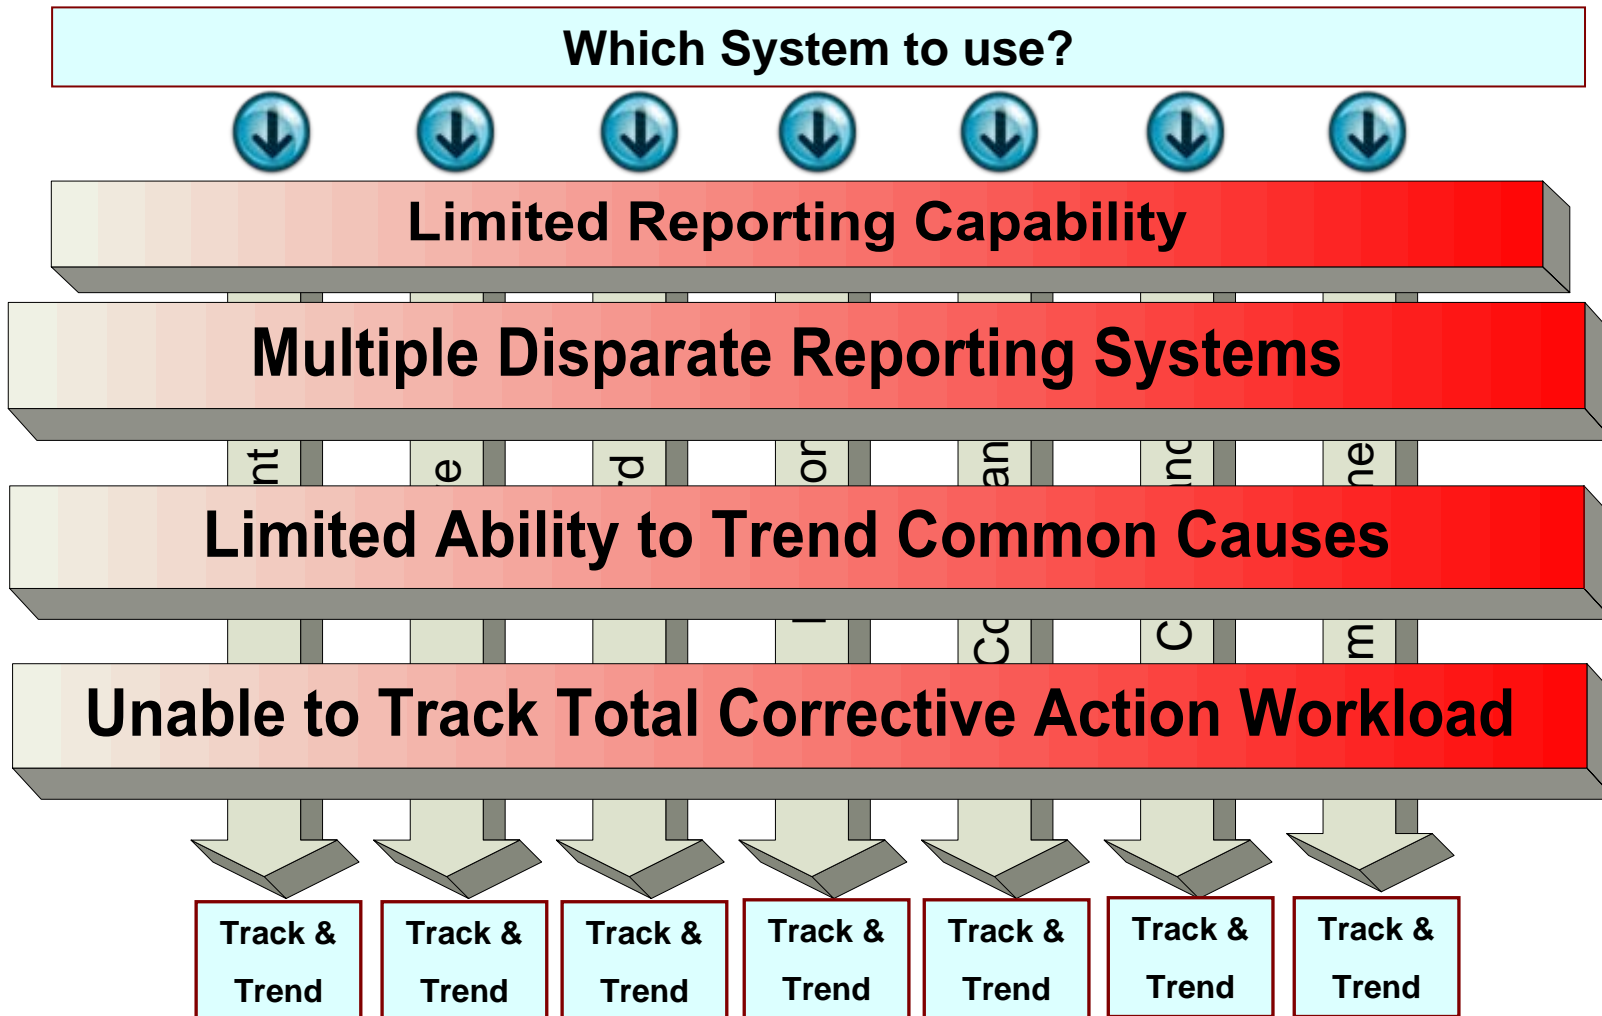 Which System to use?
Limited Reporting Capability
Multiple Disparate Reporting Systems
Limited Ability to Trend Common Causes
Unable to Track Total Corrective Action Workload
Track &
Trend
Track &
Trend
Track &
Trend
Track &
Trend
Track &
Trend
Track &
Trend
Track &
Trend